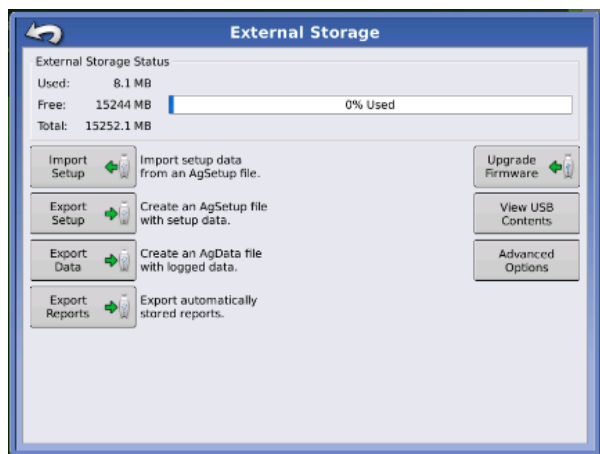 External Storage
External Storage Status
Used: 8.1 MB
Free: 15244 MB
0% Used
Total: 15252.1 MB
Import
Setup
Import setup data
from an AgSetup file.
Upgrade
Firmware
Export
Setup
Create an AgSetup file
with setup data.
View USB
Contents
Export
Data
Create an AgData file
with logged data.
Advanced
Options
Export
Reports
Export automatically
stored reports.